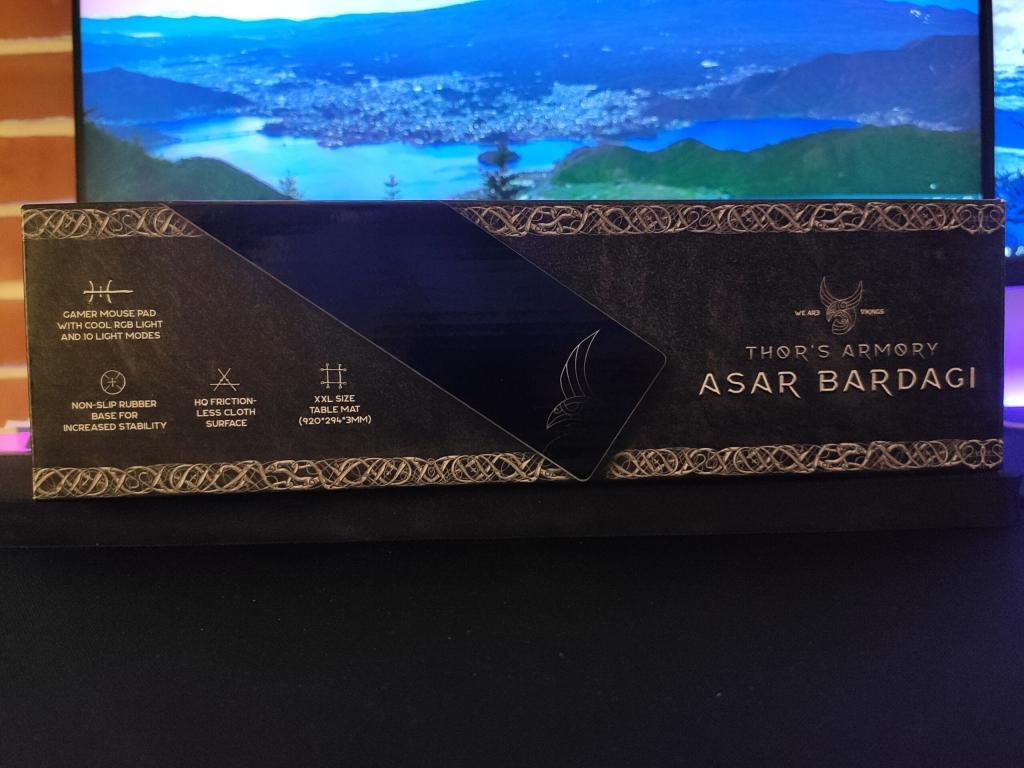 GAMER MOUSE PAD
WITH COOL RGB LIGHT
AND 10 LIGHT MODES
NON-SLIP RUBBER
BASE FOR
INCREASED STABILITY
HQ FRICTION-
LESS CLOTH
SURFACE
XXL SIZE
TABLE MAT
(920*294*3MM)
WE AR3 VIKINGS
THOR'S ARMORY
ASAR BARDAGI